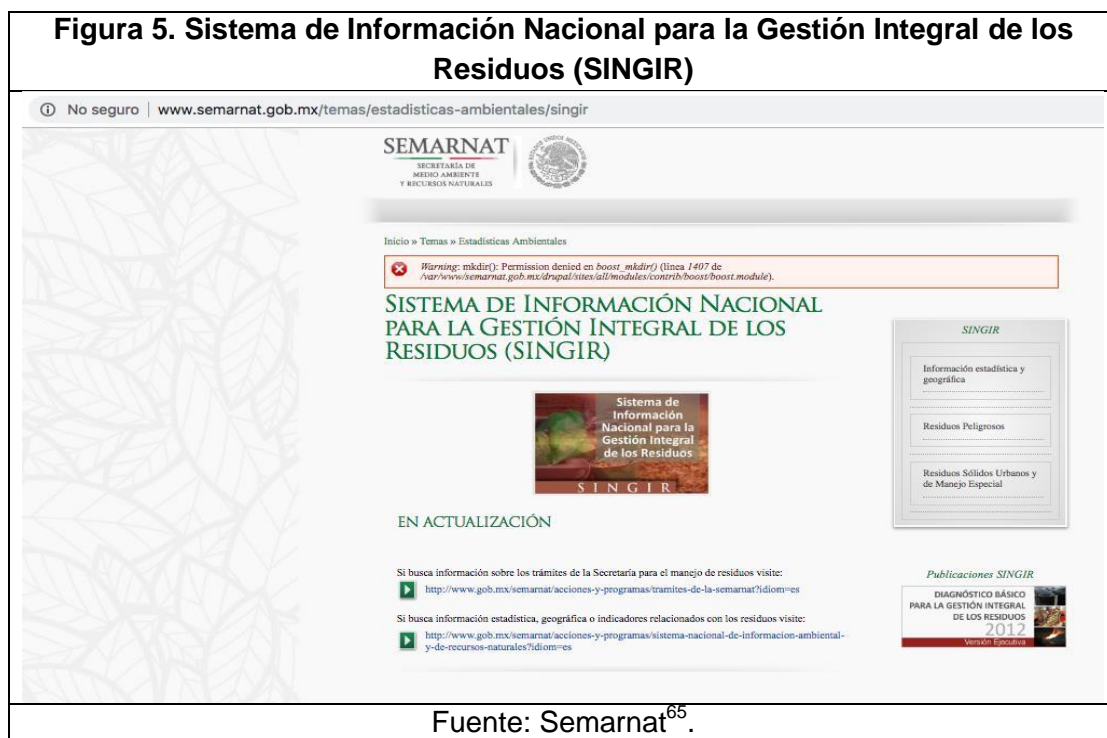 Figura 5. Sistema de Información Nacional para la Gestión Integral de los
Residuos (SINGIR)
No seguro | www.semarnat.gob.mx/temas/estadisticas-ambientales/singir
SEMARNAT
SECRETARÍA DE
MEDIO AMBIENTE
Y RECURSOS NATURALES
Inicio » Temas » Estadísticas Ambientales
Warning: mkdir(): Permission denied en boost_mkdir() (línea 1407 de
/var/www/semarnat.gob.mx/drupal/sites/all/modules/contrib/boost/boost.module).
SISTEMA DE INFORMACIÓN NACIONAL
PARA LA GESTIÓN INTEGRAL DE LOS
RESIDUOS (SINGIR)
Sistema de
Información
Nacional para la
Gestión Integral
de los Residuos
SINGIR
EN ACTUALIZACIÓN
Si busca información sobre los trámites de la Secretaría para el manejo de residuos visite:
http://www.gob.mx/semarnat/acciones-y-programas/tramites-de-la-semarnat?idiom=es
Si busca información estadística, geográfica o indicadores relacionados con los residuos visite:
http://www.gob.mx/semarnat/acciones-y-programas/sistema-nacional-de-informacion-ambiental-
y-de-recursos-naturales?idiom=es
SINGIR
Información estadística y
geográfica
Residuos Peligrosos
Residuos Sólidos Urbanos y
de Manejo Especial
Publicaciones SINGIR
DIAGNÓSTICO BÁSICO
PARA LA GESTIÓN INTEGRAL
DE LOS RESIDUOS
2012
Versión Ejecutiva
Fuente: Semarnat65.